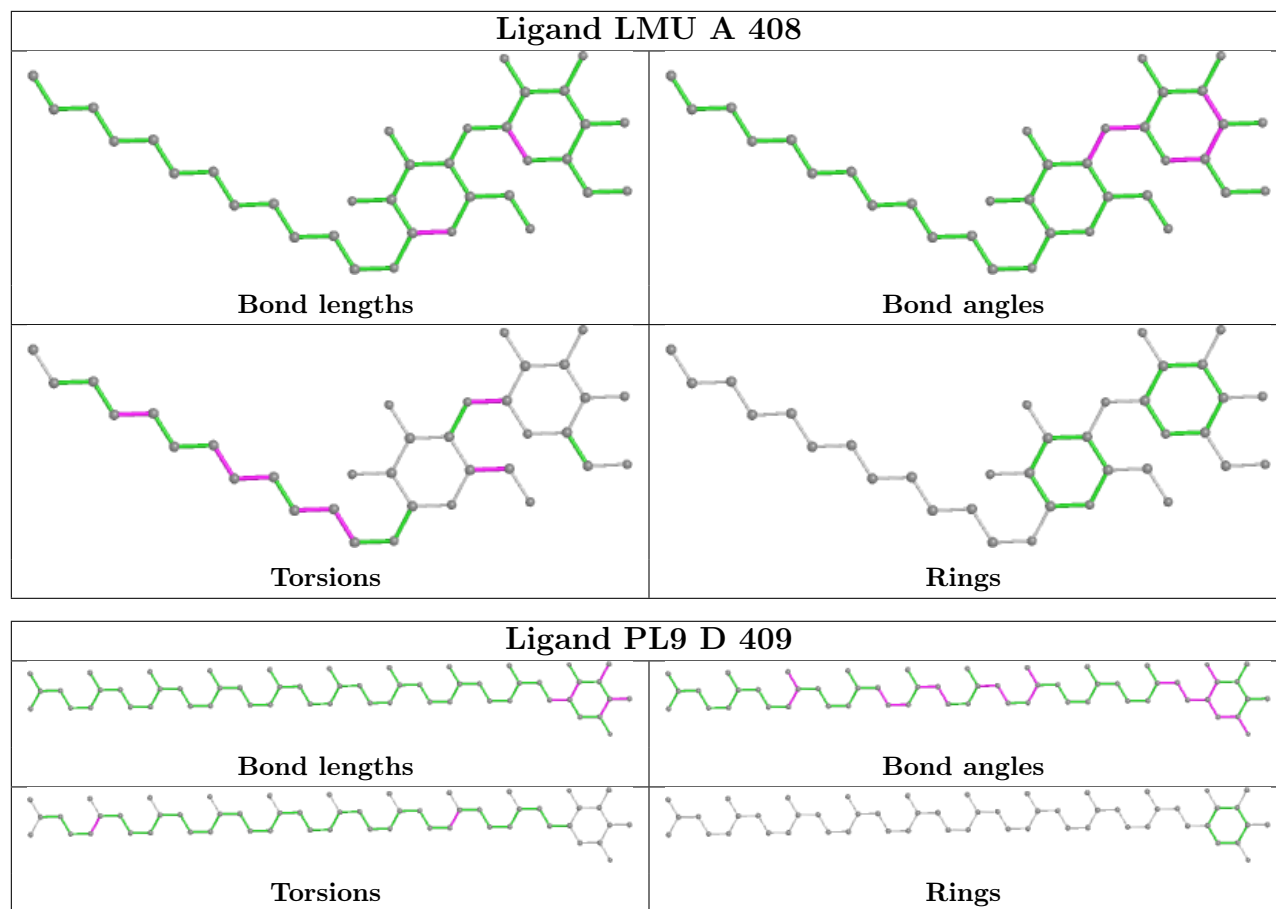 Ligand LMU A 408
Bond lengths
Bond angles
Torsions
Rings
Ligand PL9 D 409
Bond lengths
Bond angles
Torsions
Rings